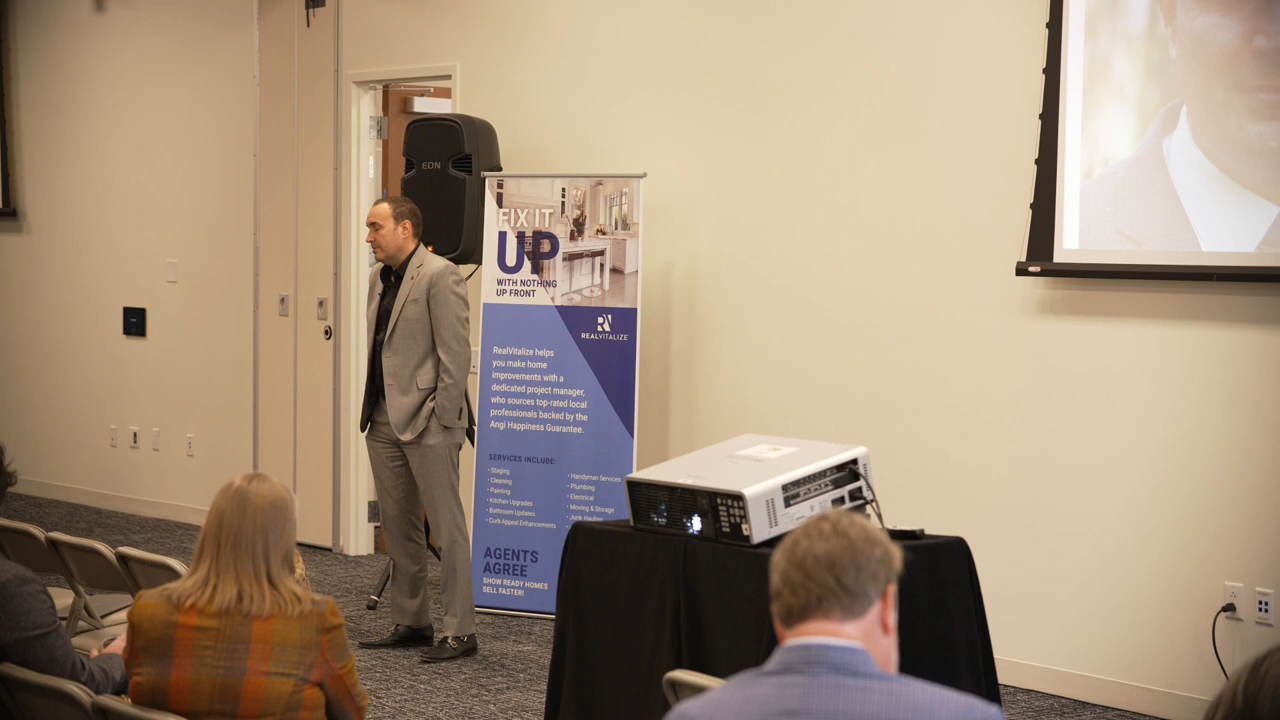 EON
FIX IT
UP
WITH NOTHING
UP FRONT
RN
REALVITALIZE
RealVitalize helps
you make home
improvements with a
dedicated project manager,
who sources top-rated local
professionals backed by the
Angi Happiness Guarantee.
SERVICES INCLUDE:
• Staging
• Cleaning
• Painting
• Kitchen Upgrades
• Bathroom Updates
• Curb Appeal Enhancements
• Handyman Services
• Plumbing
• Electrical
• Moving & Storage
• Junk Hauling
AGENTS
AGREE
SHOW READY HOMES
SELL FASTER!